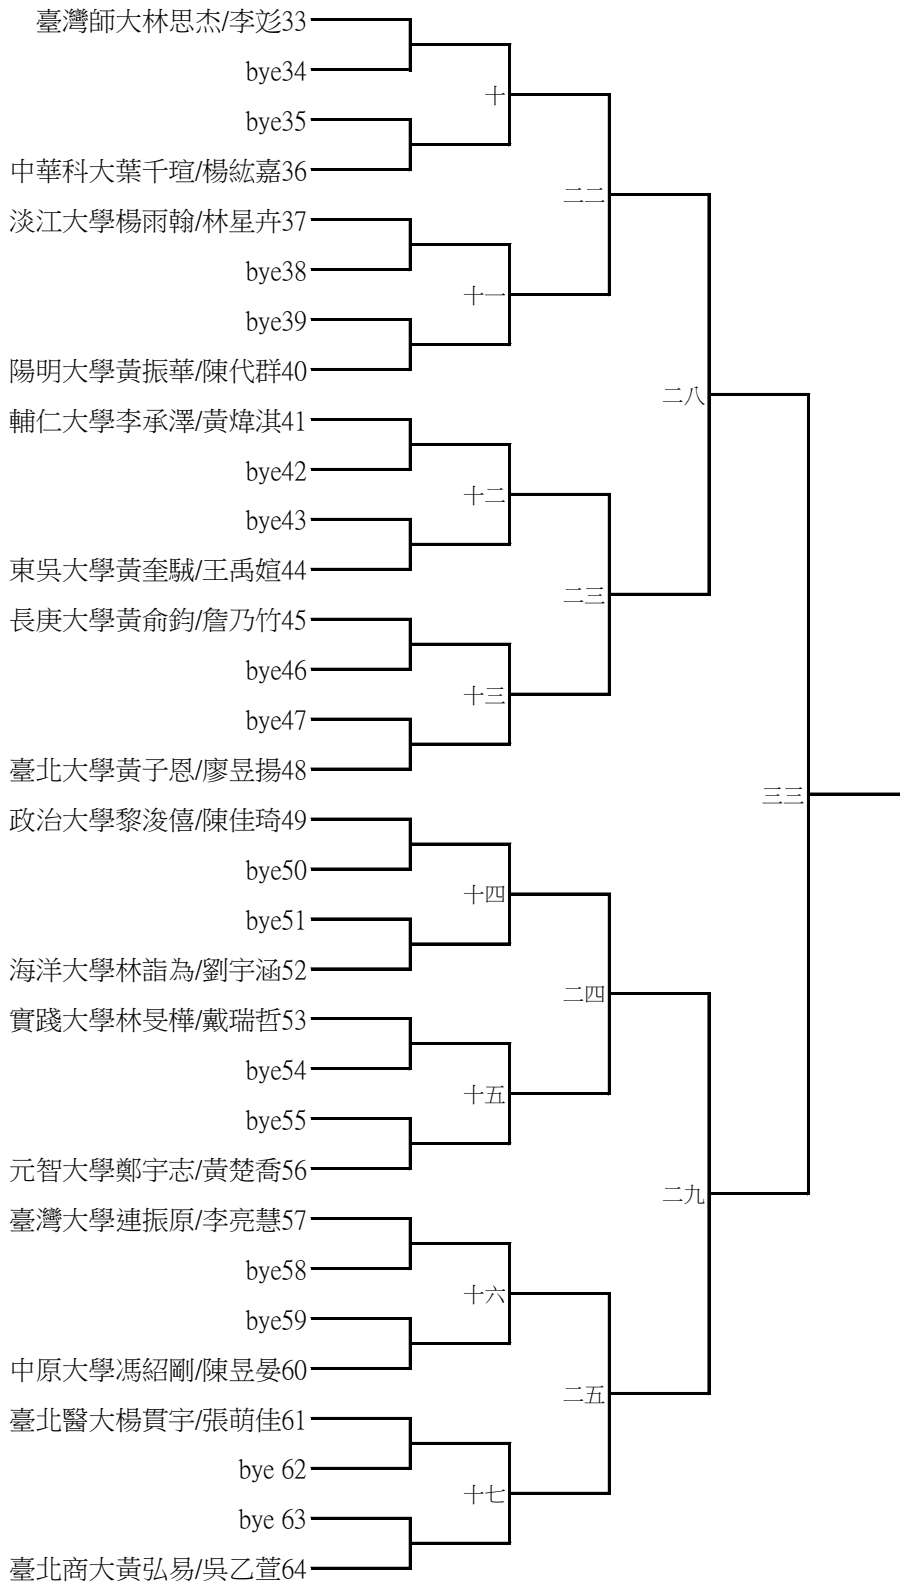 臺灣師大林思杰/李彣33
bye34
十
bye35
中華科大葉千瑄/楊紘嘉36
二二
淡江大學楊雨翰/林星卉37
bye38
十一
bye39
陽明大學黃振華/陳代群40
二八
輔仁大學李承澤/黃煒淇41
bye42
十二
bye43
東吳大學黃奎駥/王禹媗44
二三
長庚大學黃俞鈞/詹乃竹45
bye46
十三
bye47
臺北大學黃子恩/廖昱揚48
三三
政治大學黎浚僖/陳佳琦49
bye50
十四
bye51
海洋大學林詣為/劉宇涵52
二四
實踐大學林旻樺/戴瑞哲53
bye54
十五
bye55
元智大學鄭宇志/黃楚喬56
二九
臺灣大學連振原/李亮慧57
bye58
十六
bye59
中原大學馮紹剛/陳昱晏60
二五
臺北醫大楊貫宇/張萌佳61
bye 62
十七
bye 63
臺北商大黃弘易/吳乙萱64